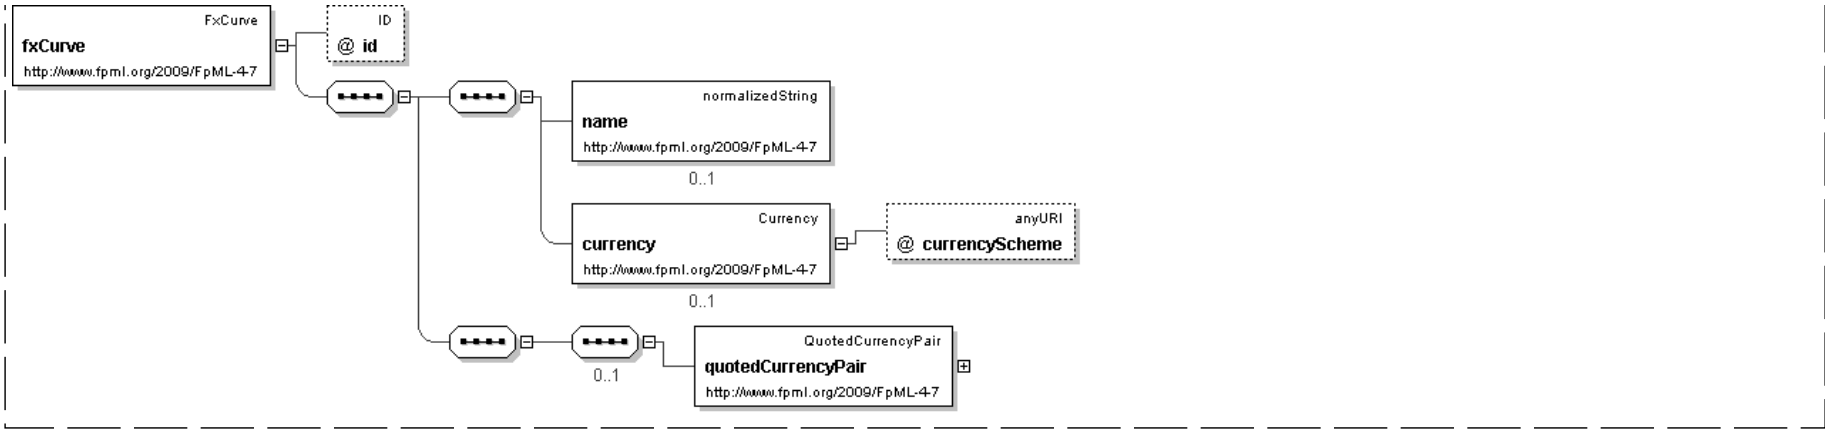 FxCurve
fxCurve
http://www.fpml.org/2009/FpML-4-7
ID
@ id
normalizedString
name
http://www.fpml.org/2009/FpML-4-7
0..1
Currency
currency
http://www.fpml.org/2009/FpML-4-7
0..1
anyURI
@ currencyScheme
QuotedCurrencyPair
quotedCurrencyPair
http://www.fpml.org/2009/FpML-4-7
0..1